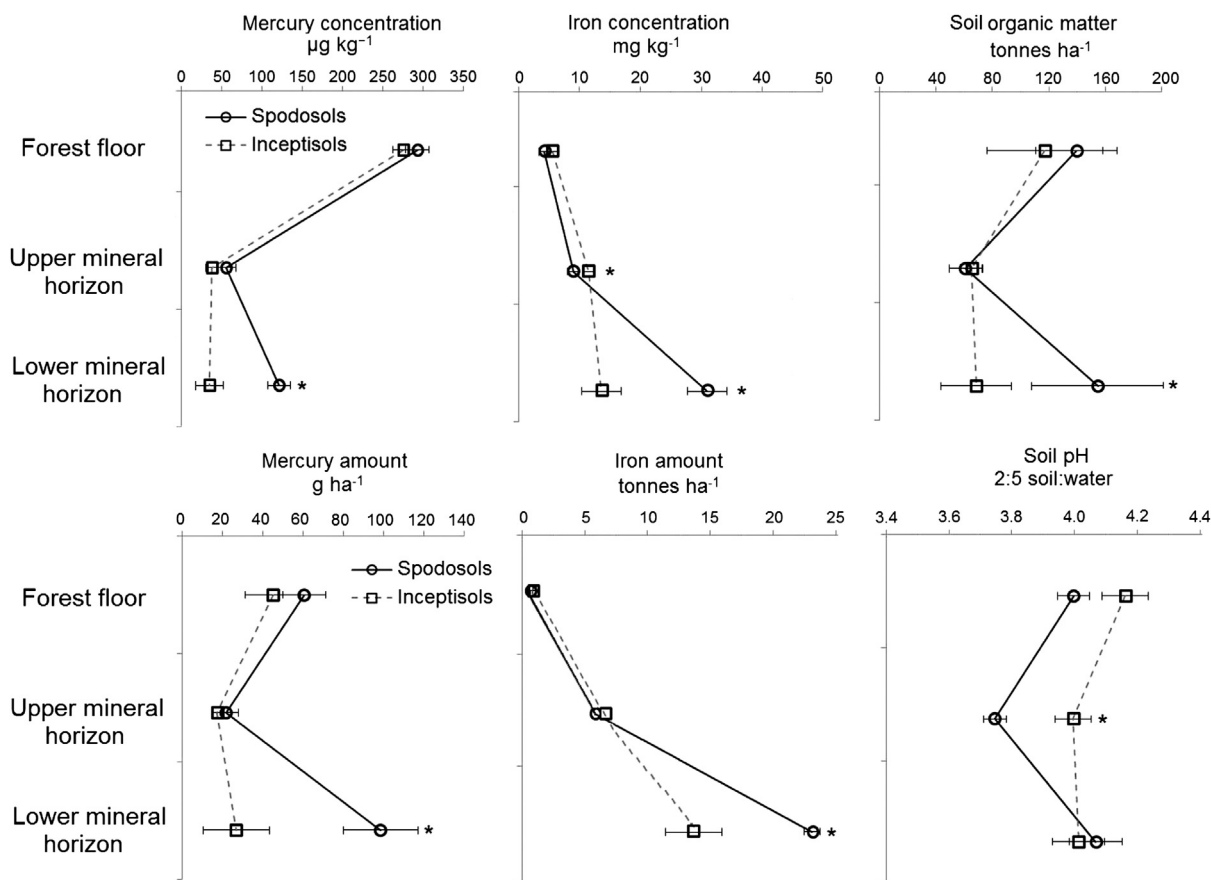 Mercury concentration
µg kg⁻¹
0 50 100 150 200 250 300 350
Iron concentration
mg kg⁻¹
0 10 20 30 40 50
Soil organic matter
tonnes ha⁻¹
0 40 80 120 160 200
Spodosols
Inceptisols
Forest floor
Upper mineral
horizon
*
Lower mineral
horizon
*
*
*
Mercury amount
g ha⁻¹
0 20 40 60 80 100 120 140
Iron amount
tonnes ha⁻¹
0 5 10 15 20 25
Soil pH
2:5 soil:water
3.4 3.6 3.8 4.0 4.2 4.4
Spodosols
Inceptisols
Forest floor
Upper mineral
horizon
*
Lower mineral
horizon
*
*